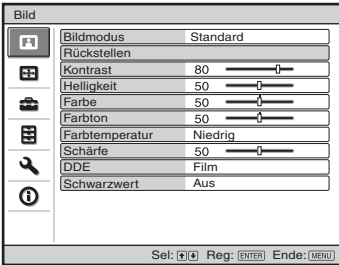 Bild
Bildmodus Standard
Rückstellen
Kontrast 80
Helligkeit 50
Farbe 50
Farbton 50
Farbtemperatur Niedrig
Schärfe 50
DDE Film
Schwarzwert Aus
Sel: Reg: ENTER Ende: MENU